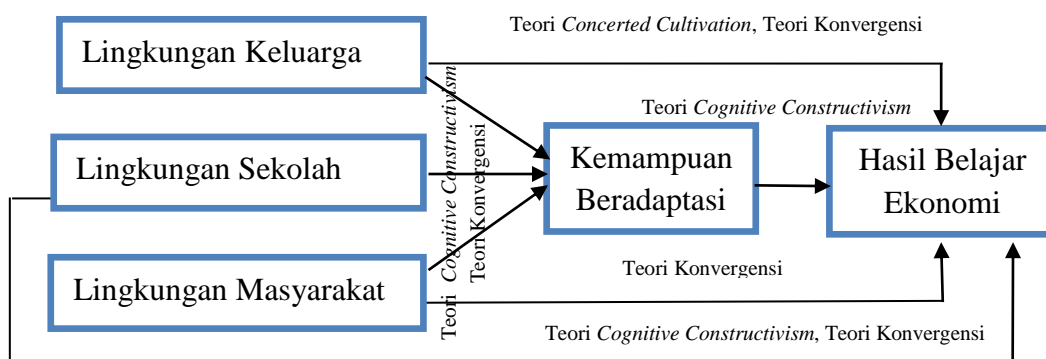 Teori Concerted Cultivation, Teori Konvergensi
Lingkungan Keluarga
Teori Cognitive Constructivism
Teori Konvergensi
Teori Cognitive Constructivism
Kemampuan
Beradaptasi
Hasil Belajar
Ekonomi
Lingkungan Sekolah
Teori Konvergensi
Lingkungan Masyarakat
Teori Cognitive Constructivism, Teori Konvergensi